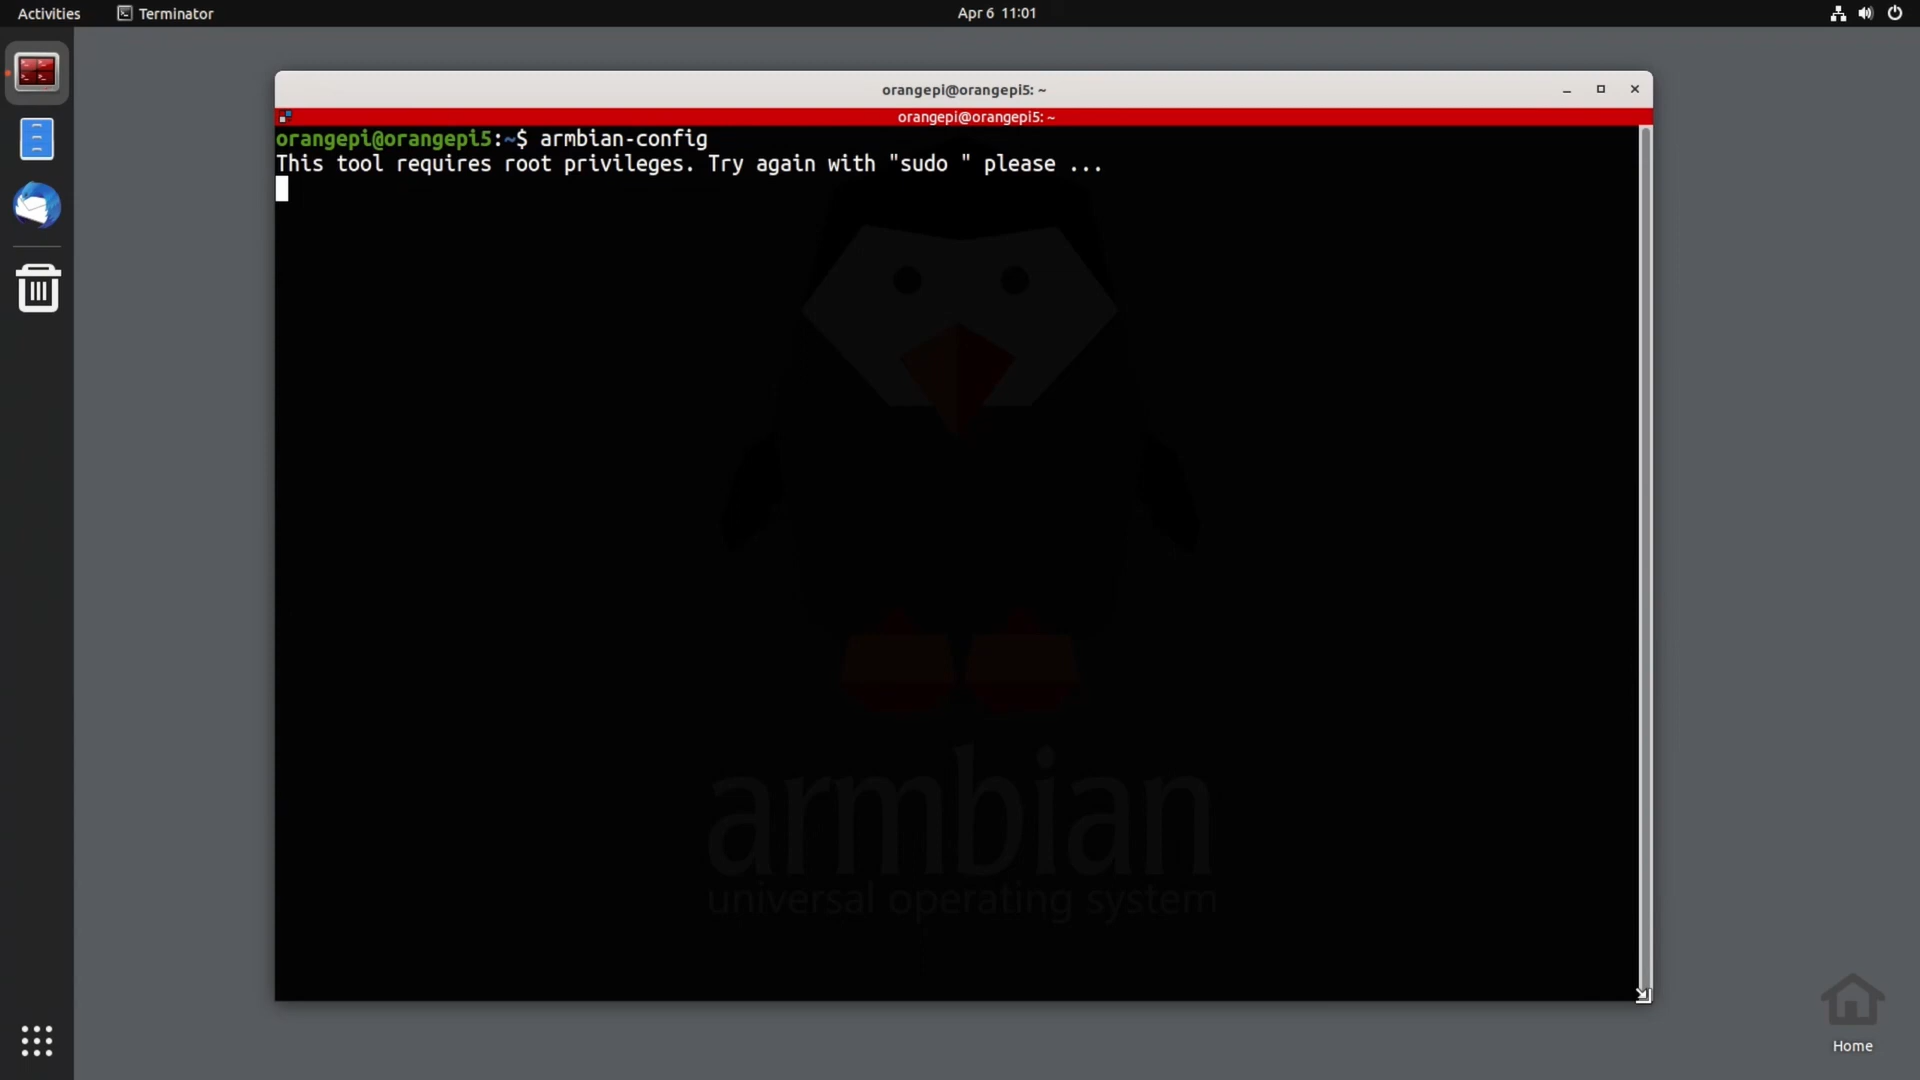 Activities Terminator Apr 6 11:01
orangepi@orangepi5: ~
orangepi@orangepi5: ~
orangepi@orangepi5:~$ armbian-config
This tool requires root privileges. Try again with "sudo " please ...
armbian
universal operating system
Home